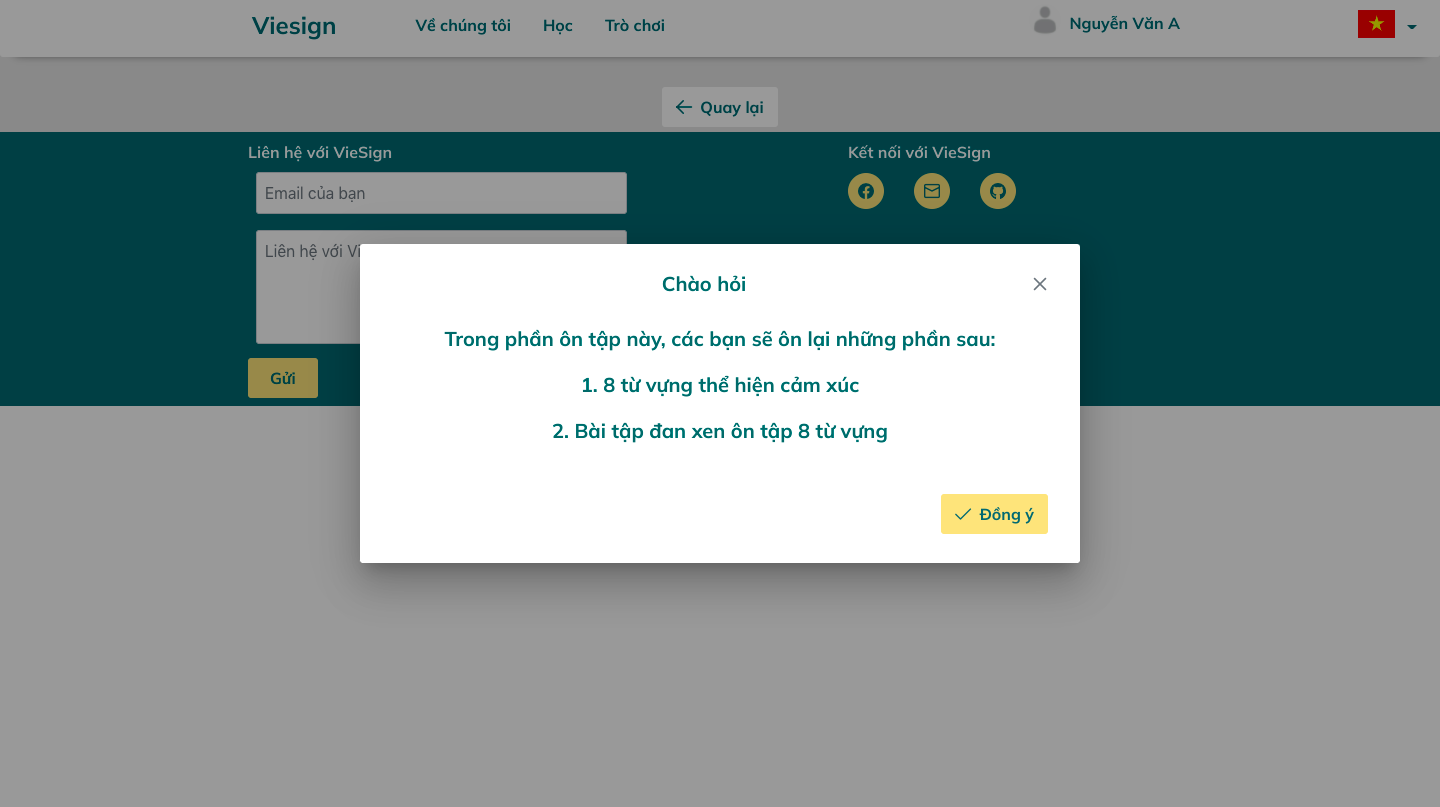 Viesign
Về chúng tôi
Học
Trò chơi
Nguyễn Văn A
Quay lại
Liên hệ với VieSign
Kết nối với VieSign
Email của bạn
Liên hệ với Vi
Chào hỏi
Trong phần ôn tập này, các bạn sẽ ôn lại những phần sau:
1. 8 từ vựng thể hiện cảm xúc
2. Bài tập đan xen ôn tập 8 từ vựng
Gửi
Đồng ý